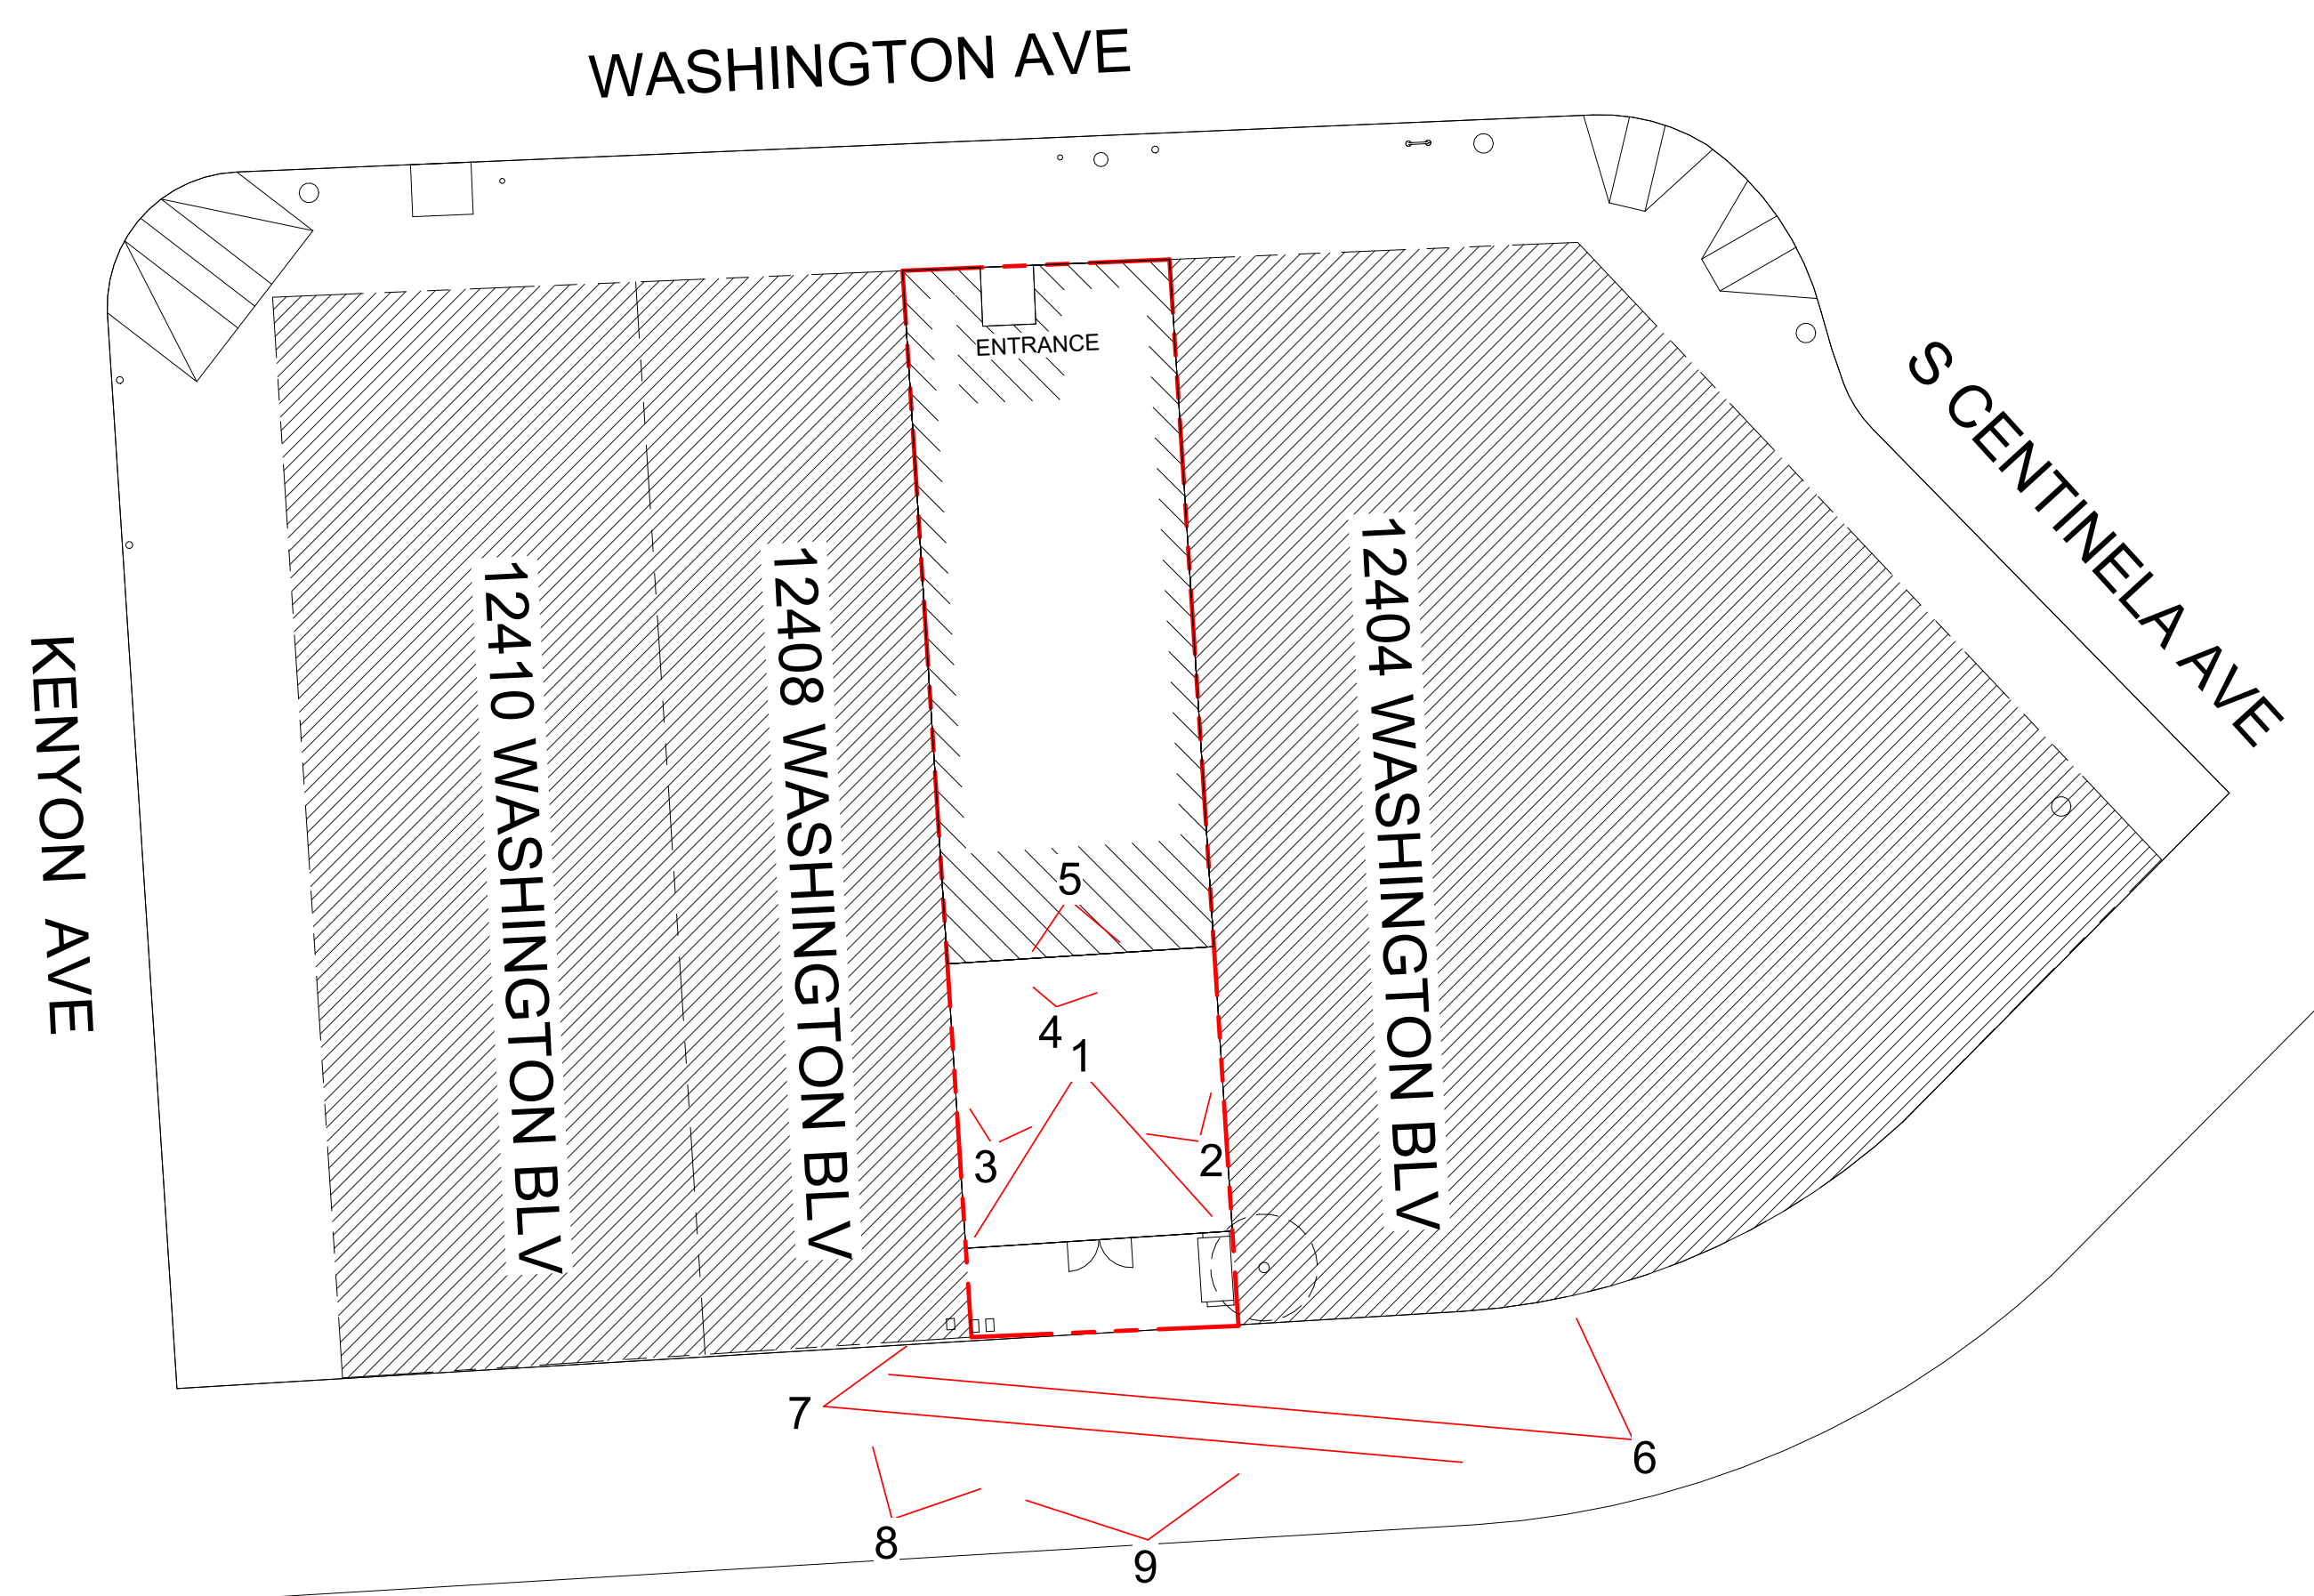 WASHINGTON AVE
S CENTINELA AVE
KENYON AVE
ENTRANCE
12410 WASHINGTON BLV
12408 WASHINGTON BLV
12404 WASHINGTON BLV
5
4
1
3
2
7
6
8
9